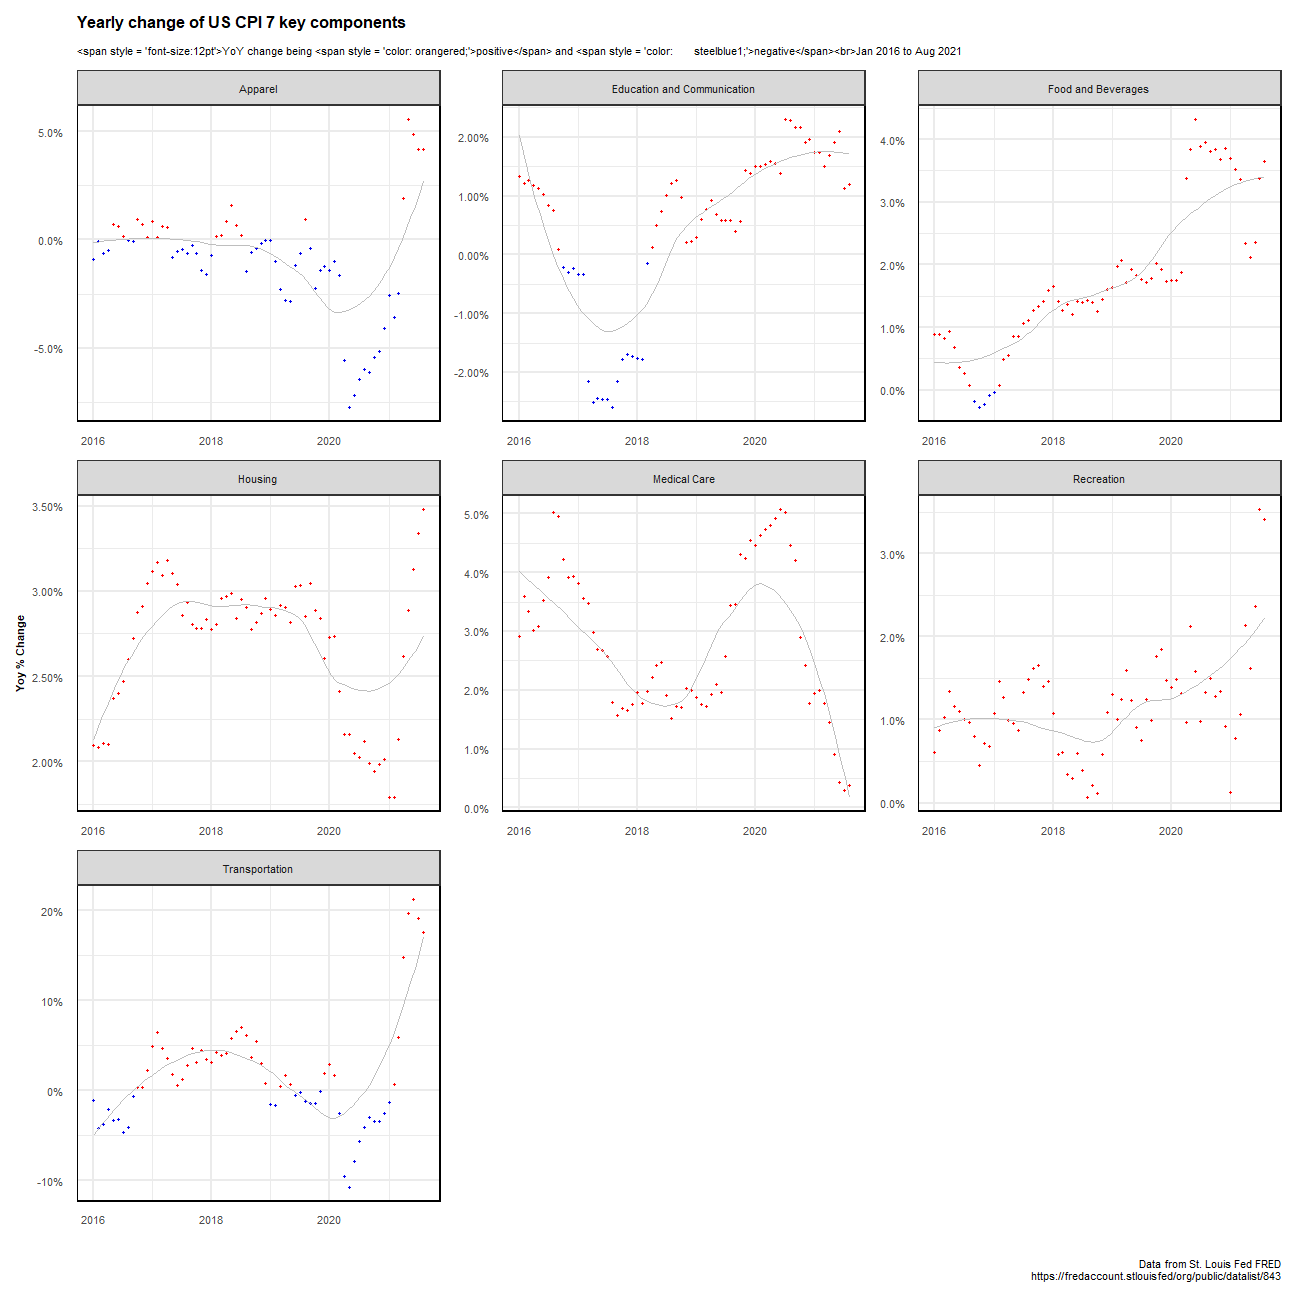 Yearly change of US CPI 7 key components
<span style = 'font-size:12pt'>YoY change being <span style = 'color: orangered;'>positive</span> and <span style = 'color:      steelblue1;'>negative</span><br>Jan 2016 to Aug 2021
Apparel
5.0%
0.0%
-5.0%
2016 2018 2020
Education and Communication
2.00%
1.00%
0.00%
-1.00%
-2.00%
2016 2018 2020
Food and Beverages
4.0%
3.0%
2.0%
1.0%
0.0%
2016 2018 2020
Yoy % Change
Housing
3.50%
3.00%
2.50%
2.00%
2016 2018 2020
Medical Care
5.0%
4.0%
3.0%
2.0%
1.0%
0.0%
2016 2018 2020
Recreation
3.0%
2.0%
1.0%
0.0%
2016 2018 2020
Transportation
20%
10%
0%
-10%
2016 2018 2020
Data from St. Louis Fed FRED
https://fredaccount.stlouisfed/org/public/datalist/843